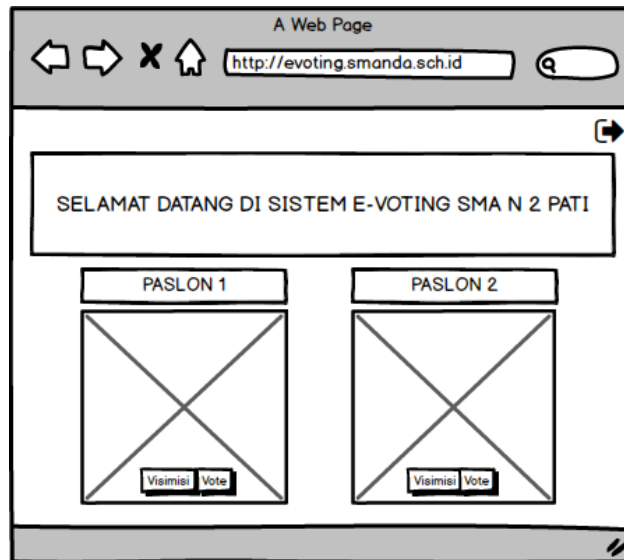 A Web Page
http://evoting.smanda.sch.id
SELAMAT DATANG DI SISTEM E-VOTING SMA N 2 PATI
PASLON 1
PASLON 2
Visimisi Vote
Visimisi Vote